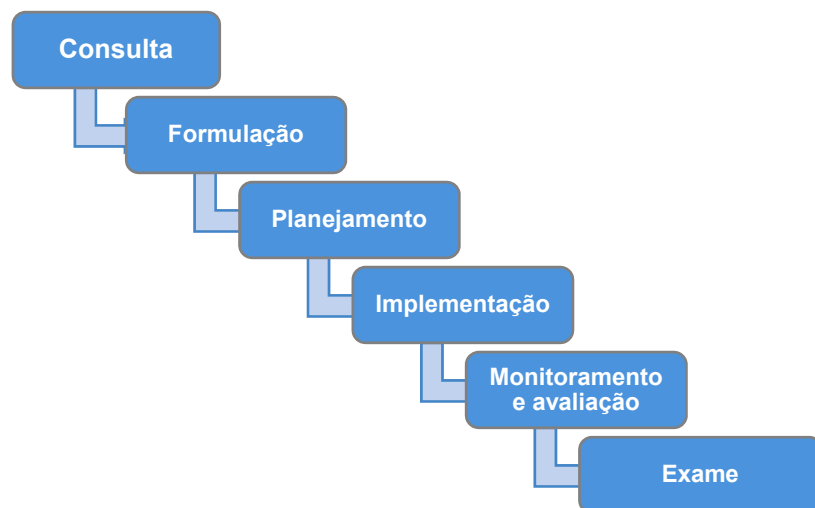 Consulta
Formulação
Planejamento
Implementação
Monitoramento
e avaliação
Exame